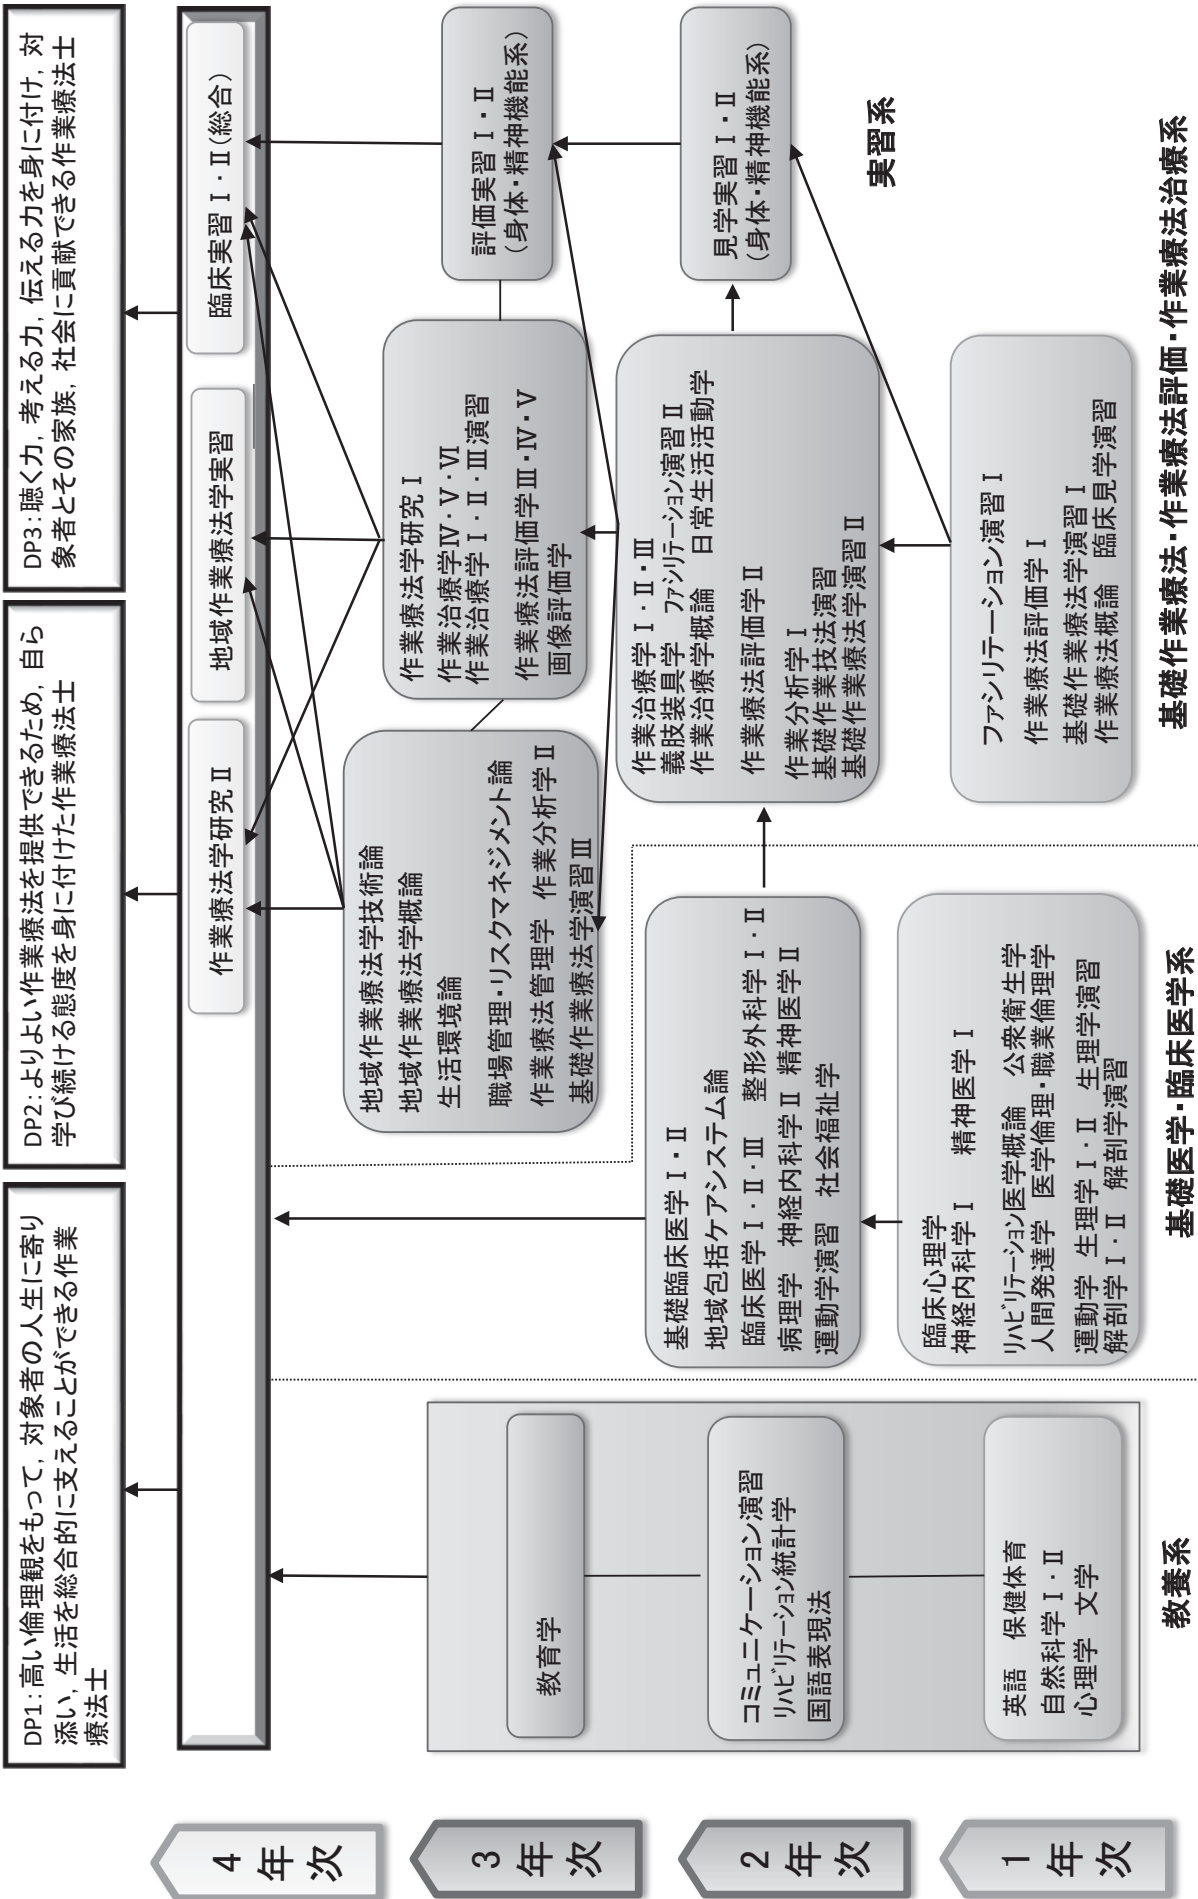 DP1：高い倫理観をもって，対象者の人生に寄り
添い，生活を総合的に支えることができる作業
療法士
DP2：よりよい作業療法を提供できるため，自ら
学び続ける態度を身に付けた作業療法士
DP3：聴く力，考える力，伝える力を身に付け，対
象者とその家族，社会に貢献できる作業療法士
4年次
作業療法学研究Ⅱ
地域作業療法学実習
臨床実習Ⅰ・Ⅱ（総合）
3年次
教育学
地域作業療法学技術論
地域作業療法学概論
生活環境論
職場管理・リスクマネジメント論
作業療法管理学　作業分析学Ⅱ
基礎作業療法学演習Ⅲ
作業療法学研究Ⅰ
作業治療学Ⅳ・Ⅴ・Ⅵ
作業治療学Ⅰ・Ⅱ・Ⅲ演習
作業療法評価学Ⅲ・Ⅳ・Ⅴ
画像評価学
評価実習Ⅰ・Ⅱ
（身体・精神機能系）
2年次
コミュニケーション演習
リハビリテーション統計学
国語表現法
基礎臨床医学Ⅰ・Ⅱ
地域包括ケアシステム論
臨床医学Ⅰ・Ⅱ・Ⅲ　整形外科学Ⅰ・Ⅱ
病理学　神経内科学Ⅱ 精神医学Ⅱ
運動学演習　社会福祉学
作業治療学Ⅰ・Ⅱ・Ⅲ
義肢装具学　ファシリテーション演習Ⅱ
作業治療学概論　日常生活活動学
作業療法評価学Ⅱ
作業分析学Ⅰ
基礎作業技法演習
基礎作業療法学演習Ⅱ
見学実習Ⅰ・Ⅱ
（身体・精神機能系）
1年次
英語　保健体育
自然科学Ⅰ・Ⅱ
心理学　文学
臨床心理学
神経内科学Ⅰ　精神医学Ⅰ
リハビリテーション医学概論　公衆衛生学
人間発達学　医学倫理・職業倫理学
運動学　生理学Ⅰ・Ⅱ　生理学演習
解剖学Ⅰ・Ⅱ　解剖学演習
ファシリテーション演習Ⅰ
作業療法評価学Ⅰ
基礎作業療法学演習Ⅰ
作業療法概論　臨床見学演習
教養系
基礎医学・臨床医学系
基礎作業療法・作業療法評価・作業療法治療系
実習系